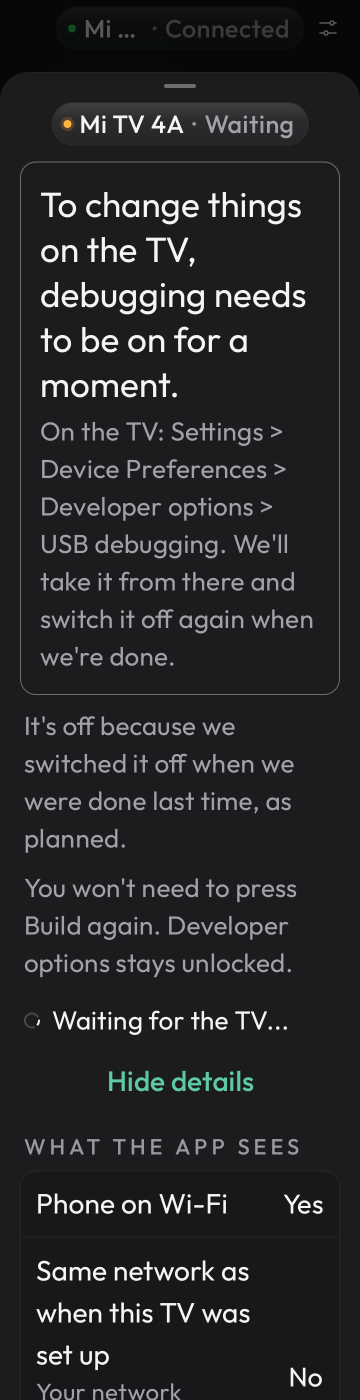 Mi ... · Connected
Mi TV 4A · Waiting
To change things
on the TV,
debugging needs
to be on for a
moment.
On the TV: Settings >
Device Preferences >
Developer options >
USB debugging. We'll
take it from there and
switch it off again when
we're done.
It's off because we
switched it off when we
were done last time, as
planned.
You won't need to press
Build again. Developer
options stays unlocked.
Waiting for the TV...
Hide details
WHAT THE APP SEES
Phone on Wi-Fi Yes
Same network as
when this TV was
set up
No
Your network